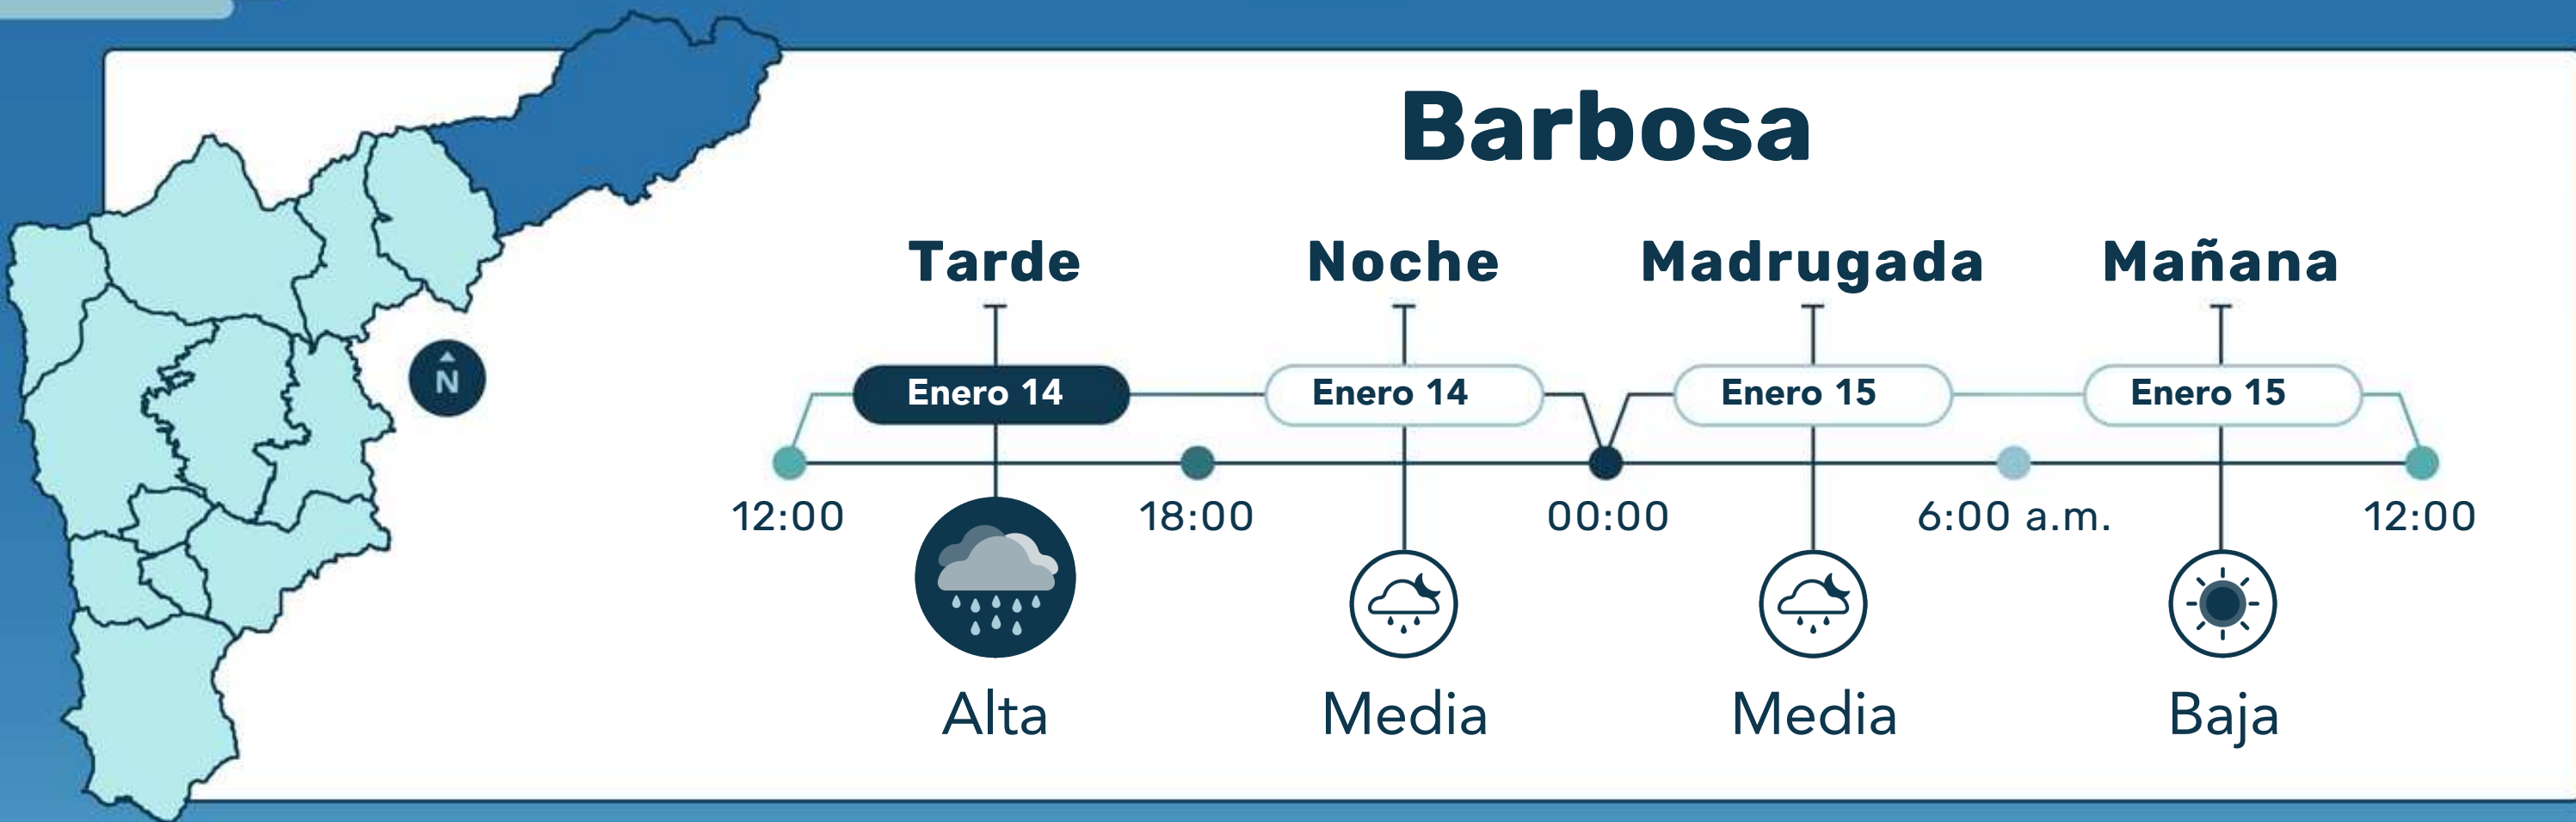 Barbosa
Tarde
Noche
Madrugada
Mañana
Enero 14
Enero 14
Enero 15
Enero 15
N
12:00
18:00
00:00
6:00 a.m.
12:00
Alta
Media
Media
Baja